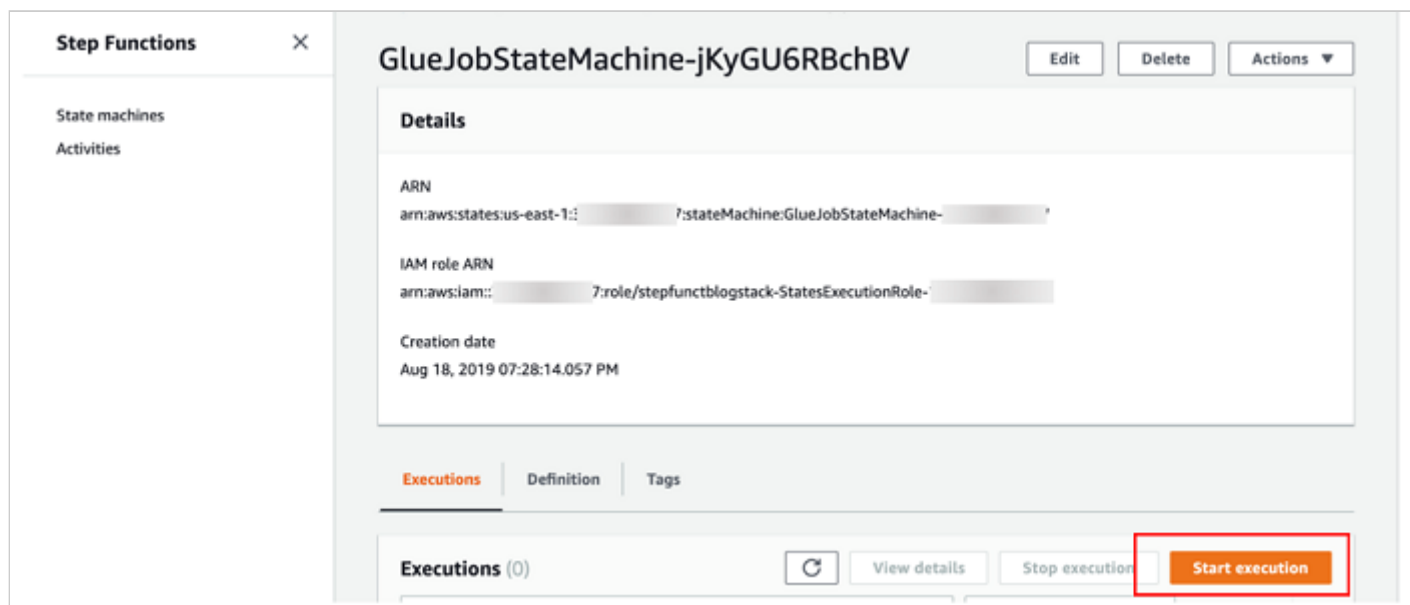 Step Functions
State machines
Activities
GlueJobStateMachine-jKyGU6RBchBV
Edit
Delete
Actions
Details
ARN
arn:aws:states:us-east-1:3 7:stateMachine:GlueJobStateMachine-
IAM role ARN
arn:aws:iam:: 7:role/stepfunctblogstack-StatesExecutionRole-
Creation date
Aug 18, 2019 07:28:14.057 PM
Executions
Definition
Tags
Executions (0)
View details
Stop execution
Start execution